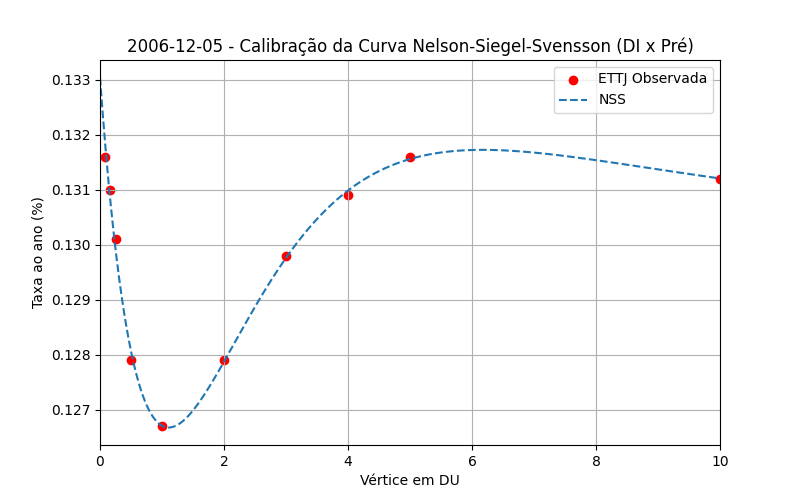 2006-12-05 - Calibração da Curva Nelson-Siegel-Svensson (DI x Pré)
ETTJ Observada
NSS
Taxa ao ano (%)
0.133
0.132
0.131
0.130
0.129
0.128
0.127
0 2 4 6 8 10
Vértice em DU